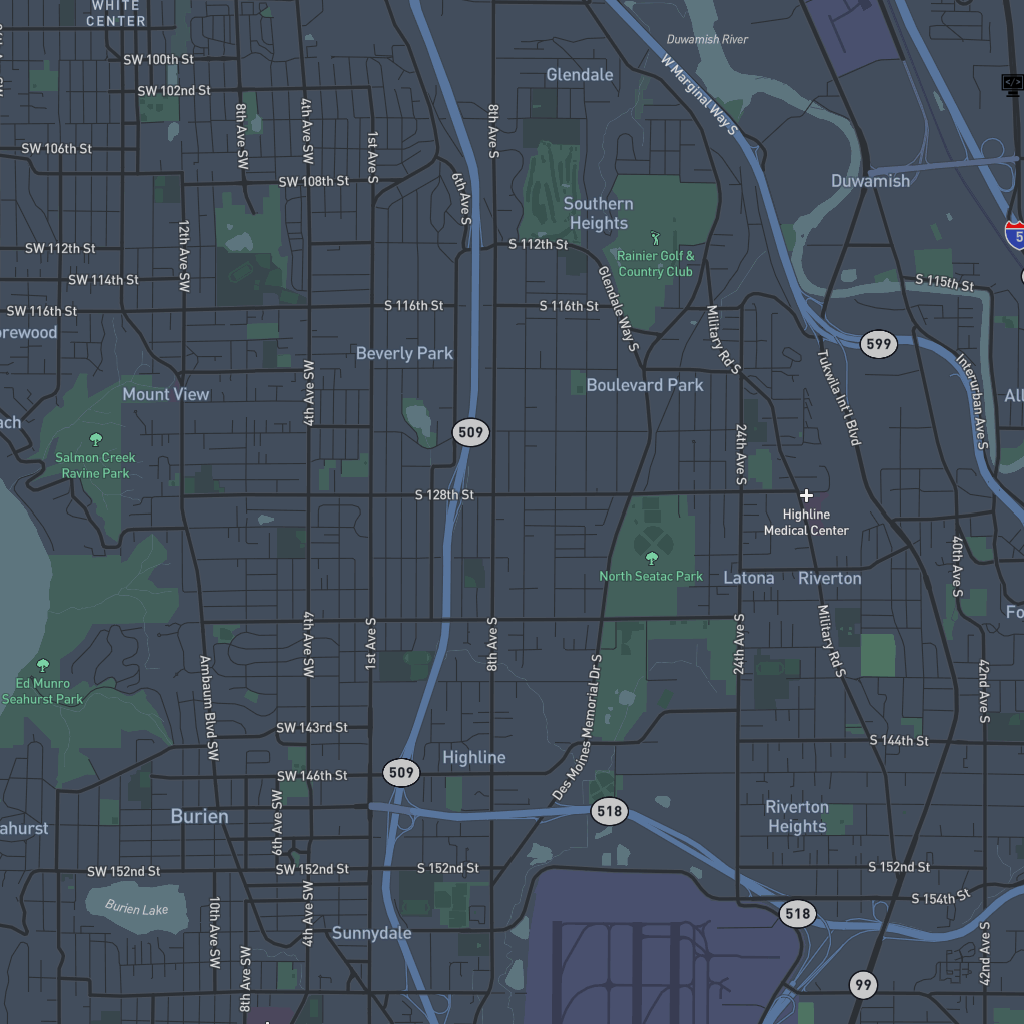 WHITE
CENTER
Duwamish River
SW 100th St
Glendale
W Marginal Way S
</>
SW 102nd St
8th Ave SW
4th Ave SW
1st Ave S
8th Ave S
SW 106th St
SW 108th St
6th Ave S
Duwamish
Southern
Heights
12th Ave SW
5
SW 112th St
S 112th St
Rainier Golf &
Country Club
SW 114th St
S 115th St
Glendale Way S
SW 116th St
S 116th St
S 116th St
Military Rd S
orewood
599
Beverly Park
Tukwila Int'l Blvd
Interurban Ave S
Mount View
4th Ave SW
Boulevard Park
All
ach
509
24th Ave S
Salmon Creek
Ravine Park
S 128th St
Highline
Medical Center
40th Ave S
North Seatac Park
Latona
Riverton
Fo
4th Ave SW
1st Ave S
8th Ave S
24th Ave S
Military Rd S
Ed Munro
Seahurst Park
Ambaum Blvd SW
Des Moines Memorial Dr S
42nd Ave S
SW 143rd St
S 144th St
Highline
SW 146th St
509
518
Burien
6th Ave SW
Riverton
Heights
ahurst
SW 152nd St
SW 152nd St
S 152nd St
S 152nd St
S 154th St
Burien Lake
10th Ave SW
4th Ave SW
518
Sunnydale
8th Ave SW
42nd Ave S
99